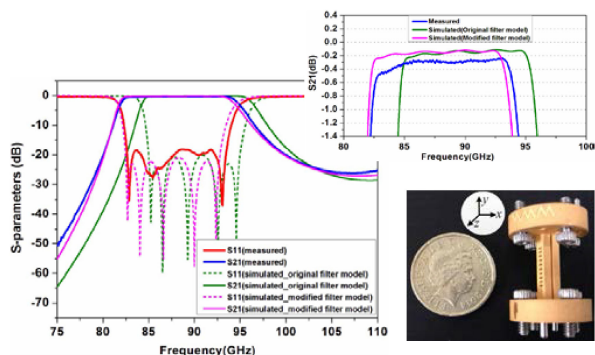 Measured
Simulated(Original filter model)
Simulated(Modified filter model)
S21(dB)
0.4
0.2
0.0
-0.2
-0.4
-0.6
-0.8
-1.0
-1.2
-1.4
80 85 90 95 100
Frequency(GHz)
S-parameters (dB)
0
-10
-20
-30
-40
-50
-60
-70
S11(measured)
S21(measured)
S11(simulated_original filter model)
S21(simulated_original filter model)
S11(simulated_modified filter model)
S21(simulated_modified filter model)
75 80 85 90 95 100 105 110
Frequency(GHz)
y
x
z